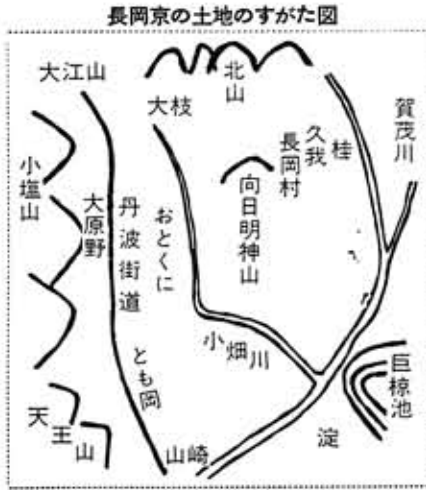 長岡京の土地のすがた図
賀茂川
桂
久我
長岡村
北山
向日明神山
大枝
大江山
おとくに
丹波街道
大原野
小塩山
小畑川
とも岡
巨椋池
淀
山崎
天王山